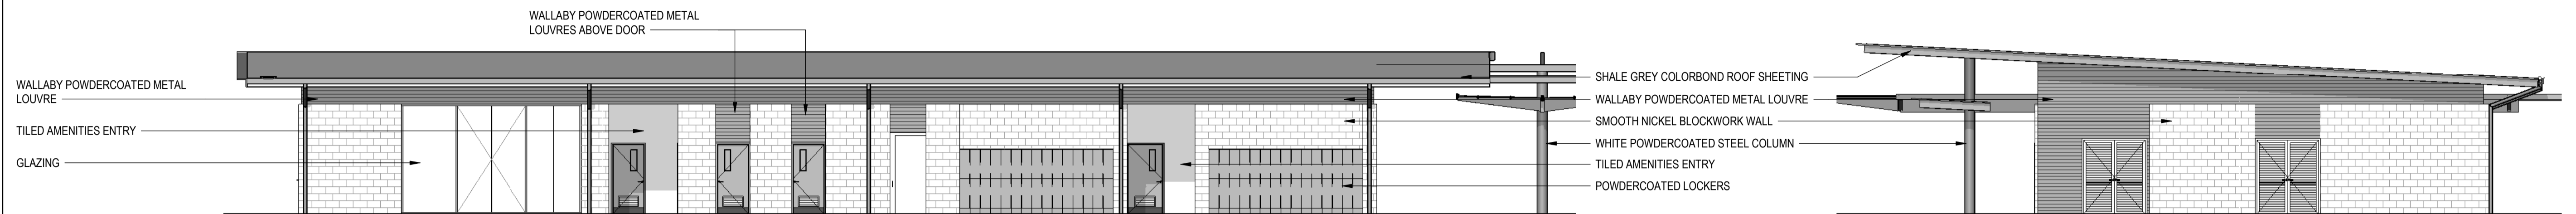 WALLABY POWDERCOATED METAL
LOUVRES ABOVE DOOR
WALLABY POWDERCOATED METAL
LOUVRE
TILED AMENITIES ENTRY
GLAZING
SHALE GREY COLORBOND ROOF SHEETING
WALLABY POWDERCOATED METAL LOUVRE
SMOOTH NICKEL BLOCKWORK WALL
WHITE POWDERCOATED STEEL COLUMN
TILED AMENITIES ENTRY
POWDERCOATED LOCKERS